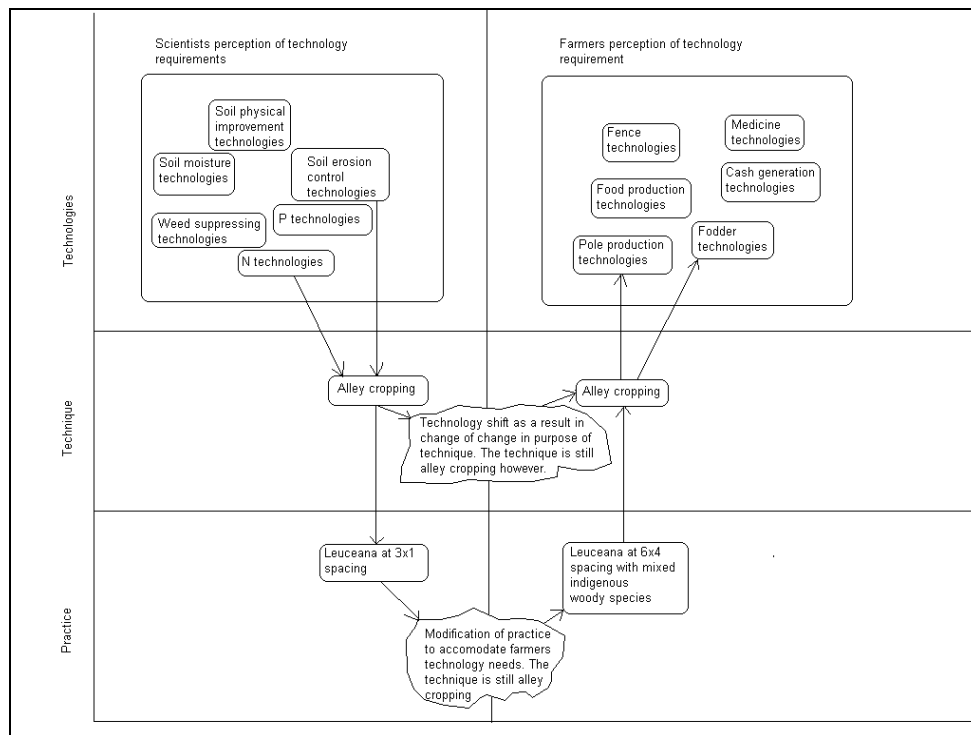 Scientists perception of technology
requirements
Farmers perception of technology
requirement
Technologies
Soil physical
improvement
technologies
Soil moisture
technologies
Soil erosion
control
technologies
Weed suppressing
technologies
P technologies
N technologies
Fence
technologies
Medicine
technologies
Food production
technologies
Cash generation
technologies
Pole production
technologies
Fodder
technologies
Technique
Alley cropping
Alley cropping
Technology shift as a result in
change of change in purpose of
technique. The technique is still
alley cropping however.
Practice
Leuceana at 3x1
spacing
Leuceana at 6x4
spacing with mixed
indigenous
woody species
Modification of practice
to accomodate farmers
technology needs. The
technique is still alley
cropping